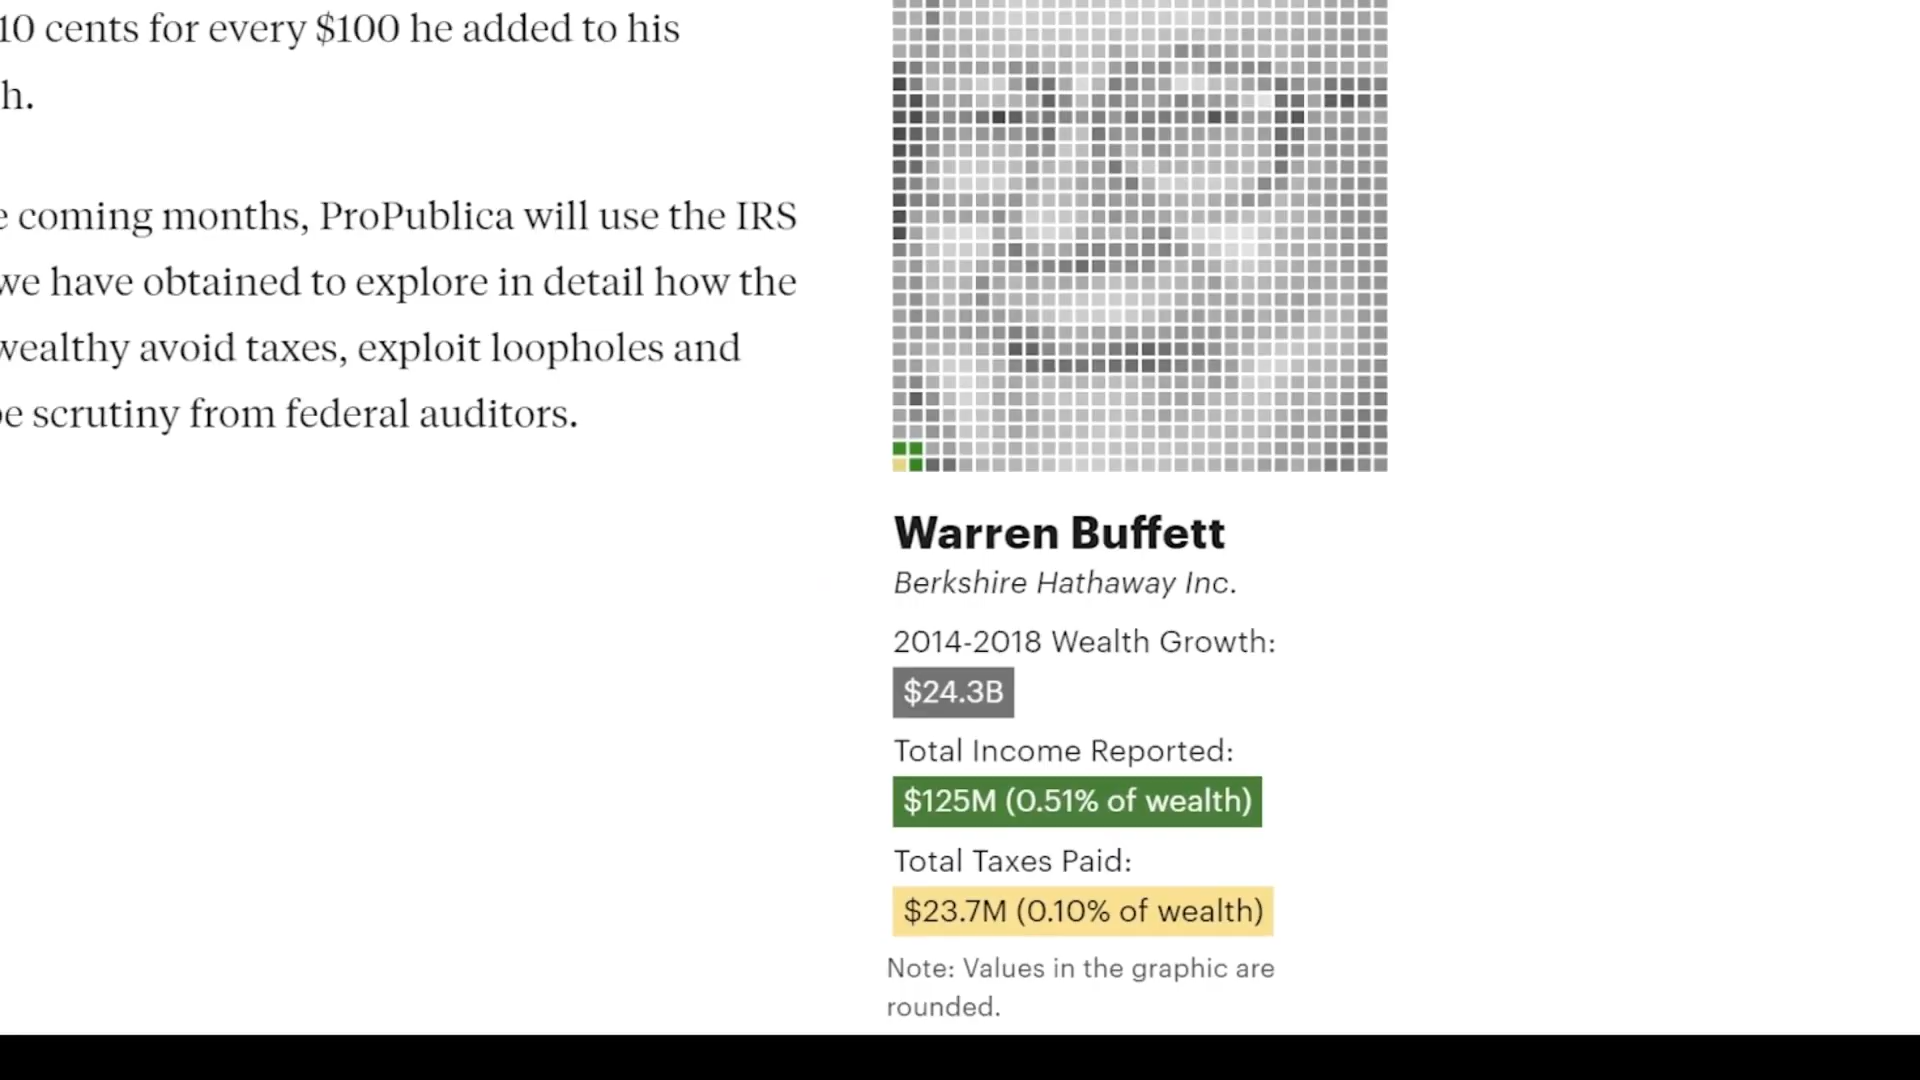 10 cents for every $100 he added to his
h.
e coming months, ProPublica will use the IRS
we have obtained to explore in detail how the
wealthy avoid taxes, exploit loopholes and
pe scrutiny from federal auditors.
Warren Buffett
Berkshire Hathaway Inc.
2014-2018 Wealth Growth:
$24.3B
Total Income Reported:
$125M (0.51% of wealth)
Total Taxes Paid:
$23.7M (0.10% of wealth)
Note: Values in the graphic are
rounded.